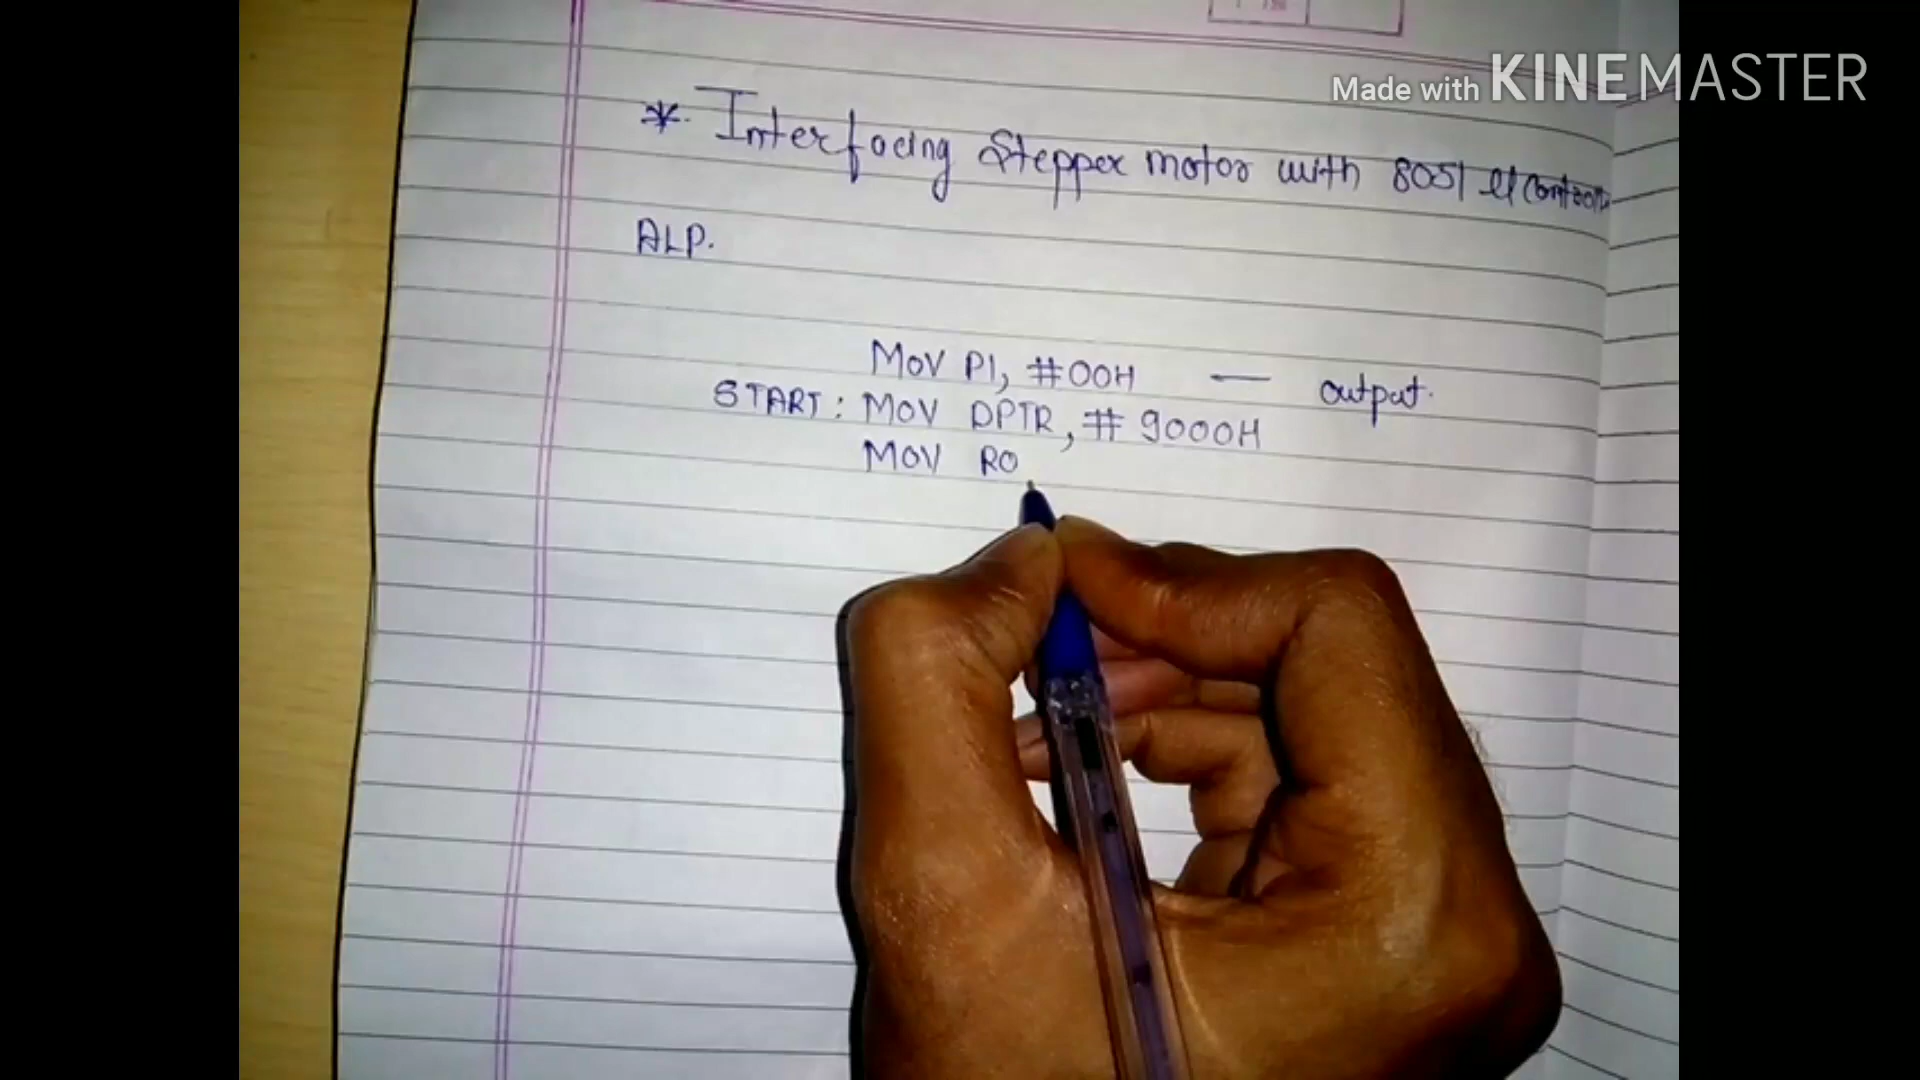 Made with KINEMASTER
*. Interfacing Stepper motor with 8051
ALP.
MOV P1, #00H — output.
START: MOV DPTR, # 9000H
MOV R0